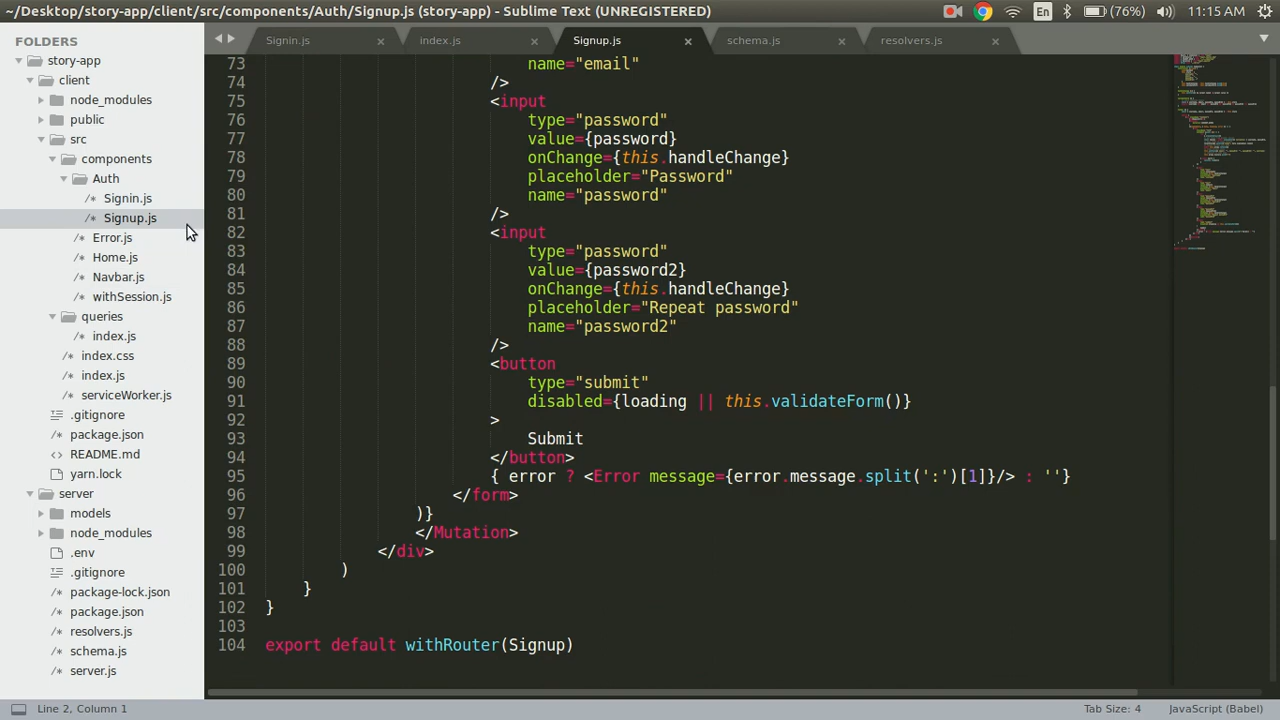 ~/Desktop/story-app/client/src/components/Auth/Signup.js (story-app) - Sublime Text (UNREGISTERED)
En
(76%)
11:15 AM
FOLDERS
story-app
client
node_modules
public
src
components
Auth
Signin.js
Signup.js
Error.js
Home.js
Navbar.js
withSession.js
queries
index.js
index.css
index.js
serviceWorker.js
.gitignore
package.json
README.md
yarn.lock
server
models
node_modules
.env
.gitignore
package-lock.json
package.json
resolvers.js
schema.js
server.js
Signin.js
index.js
Signup.js
schema.js
resolvers.js
73 name="email"
74 />
75 <input
76 type="password"
77 value={password}
78 onChange={this.handleChange}
79 placeholder="Password"
80 name="password"
81 />
82 <input
83 type="password"
84 value={password2}
85 onChange={this.handleChange}
86 placeholder="Repeat password"
87 name="password2"
88 />
89 <button
90 type="submit"
91 disabled={loading || this.validateForm()}
92 >
93 Submit
94 </button>
95 { error ? <Error message={error.message.split(':')[1]}/> : ''}
96 </form>
97 )}
98 </Mutation>
99 </div>
100 )
101 }
102 }
103
104 export default withRouter(Signup)
Line 2, Column 1
Tab Size: 4
JavaScript (Babel)